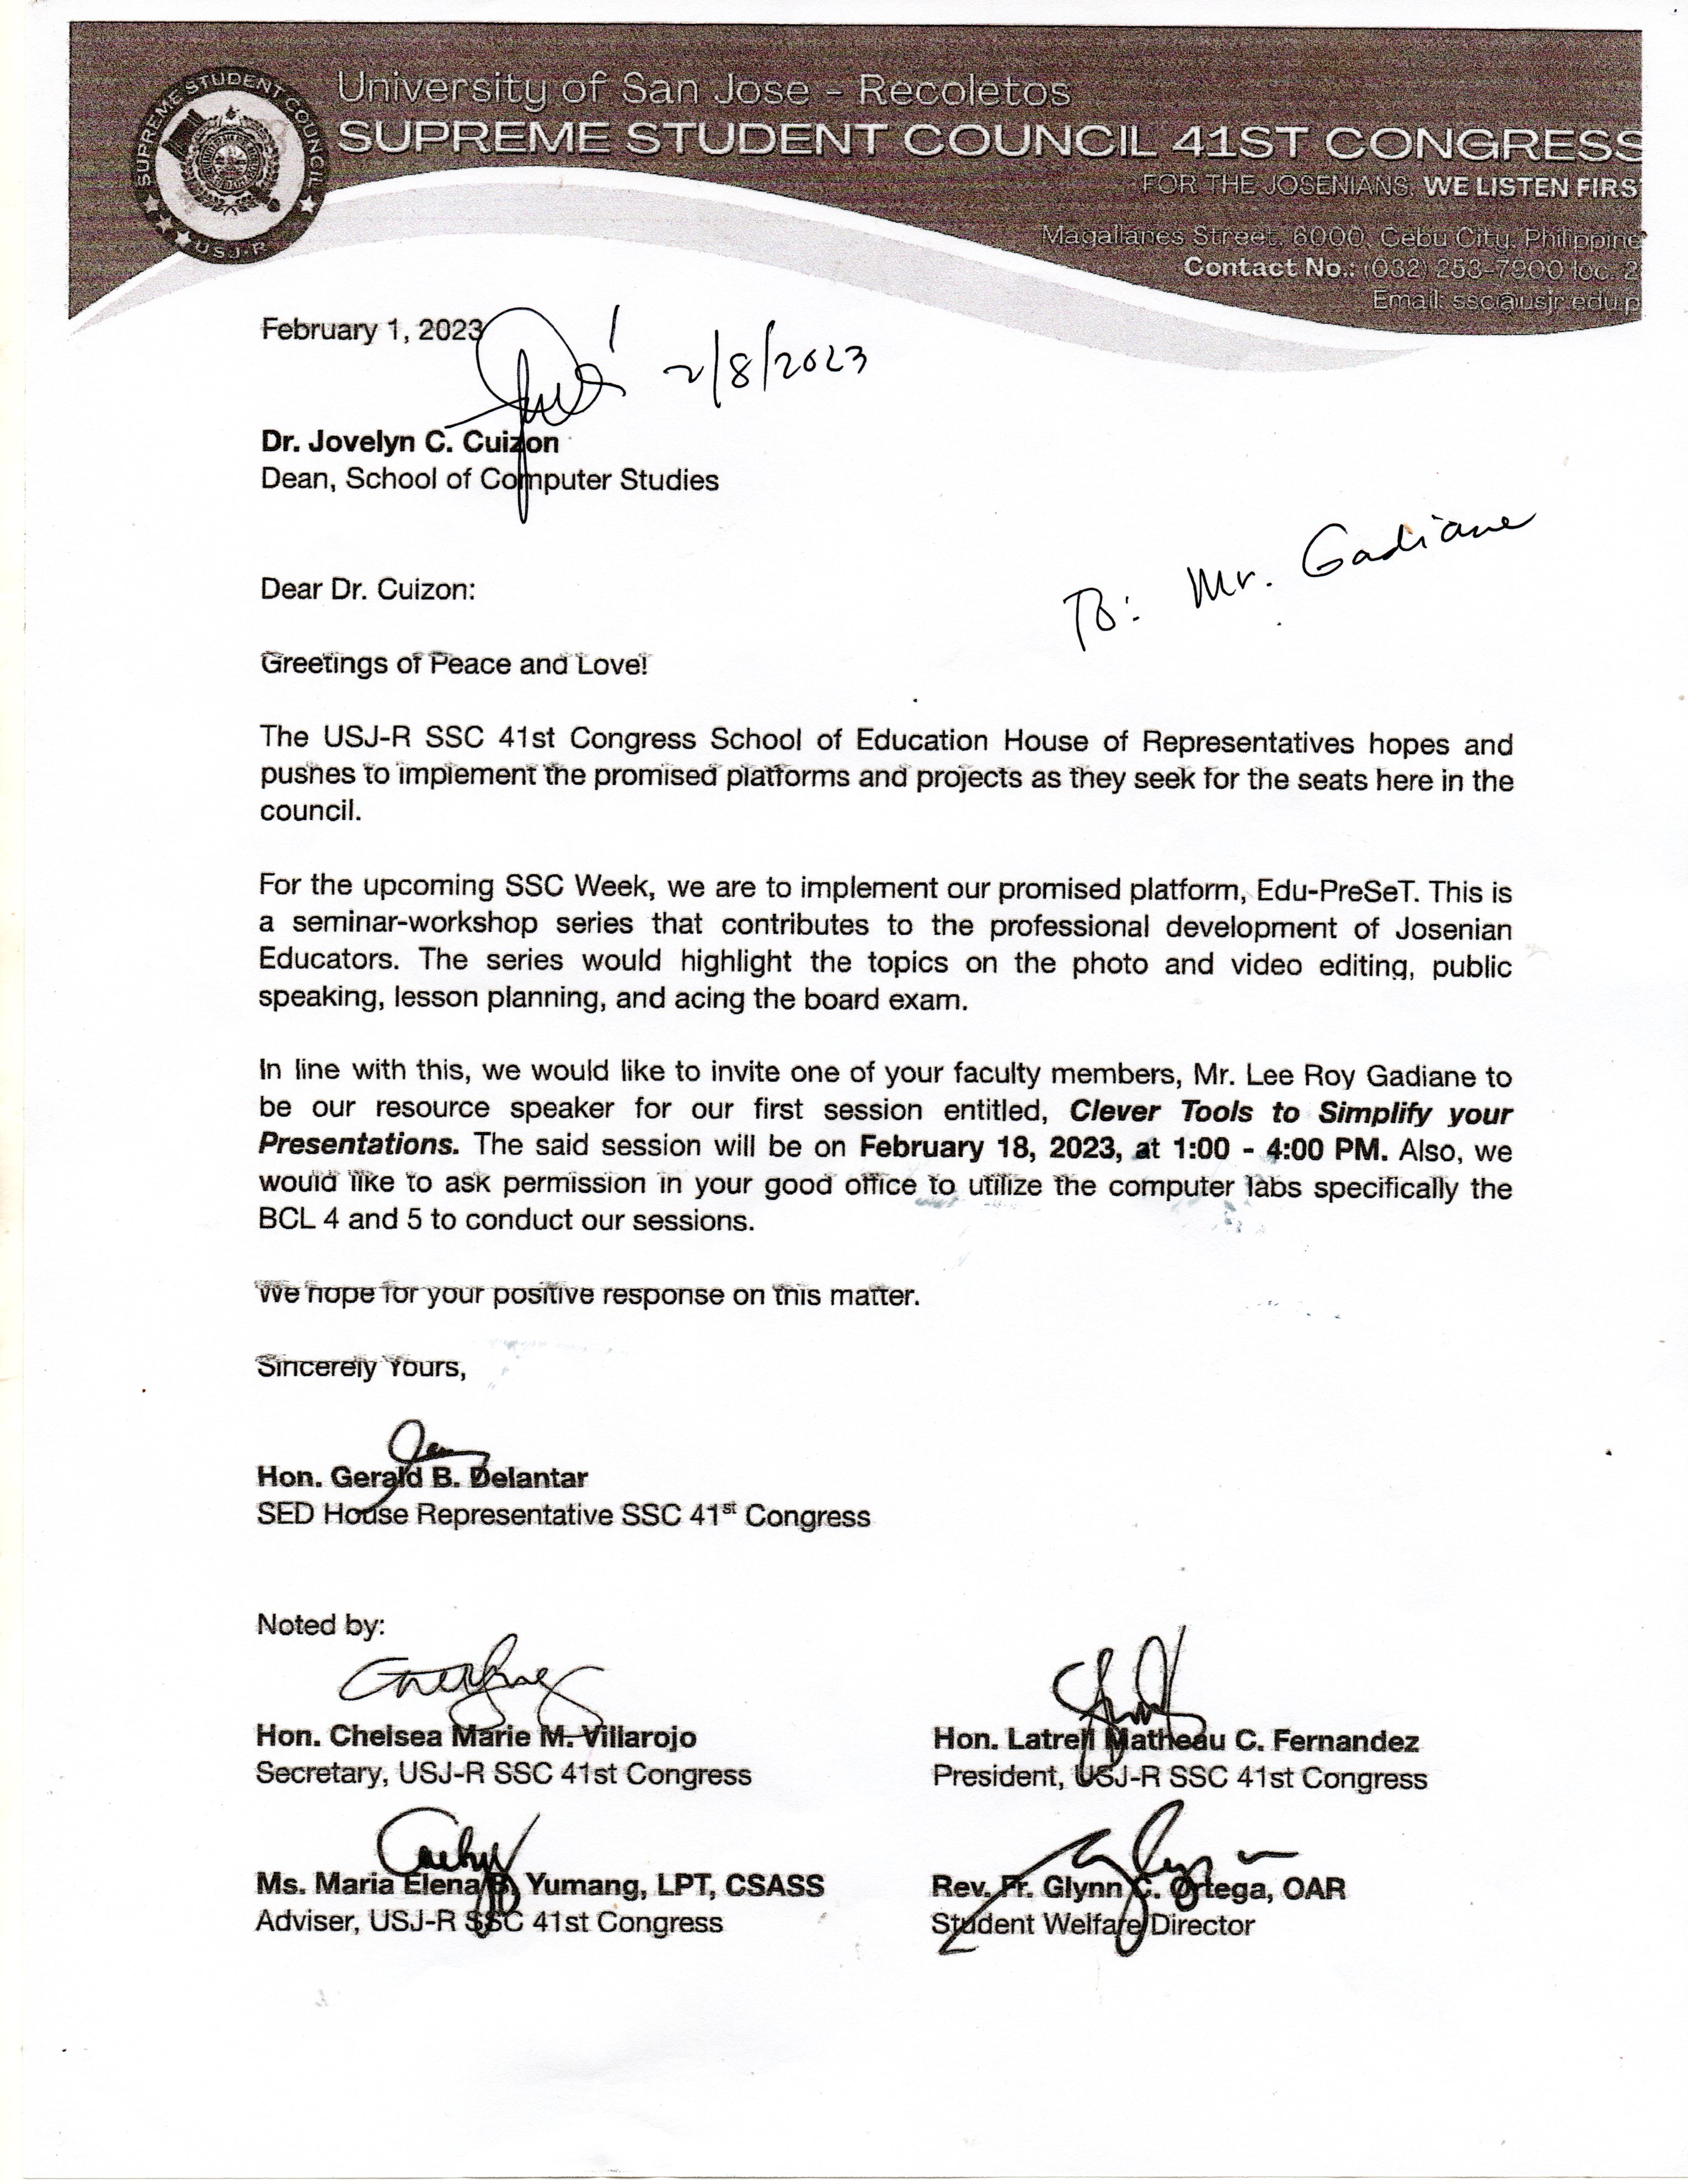 SUPREME STUDENT COUNCIL
USJ-R
University of San Jose - Recoletos
SUPREME STUDENT COUNCIL 41ST CONGRESS
FOR THE JOSENIANS, WE LISTEN FIRS
Magallanes Street, 6000, Cebu City, Philippine
Contact No.: (032) 253-7900 loc. 2
Email: ssc@usjr.edu.p
February 1, 2023
2/8/2023
Dr. Jovelyn C. Cuizon
Dean, School of Computer Studies
To: Mr. Gadiane
Dear Dr. Cuizon:
Greetings of Peace and Love!
The USJ-R SSC 41st Congress School of Education House of Representatives hopes and
pushes to implement the promised platforms and projects as they seek for the seats here in the
council.
For the upcoming SSC Week, we are to implement our promised platform, Edu-PreSeT. This is
a seminar-workshop series that contributes to the professional development of Josenian
Educators. The series would highlight the topics on the photo and video editing, public
speaking, lesson planning, and acing the board exam.
In line with this, we would like to invite one of your faculty members, Mr. Lee Roy Gadiane to
be our resource speaker for our first session entitled, Clever Tools to Simplify your
Presentations. The said session will be on February 18, 2023, at 1:00 - 4:00 PM. Also, we
would like to ask permission in your good office to utilize the computer labs specifically the
BCL 4 and 5 to conduct our sessions.
We hope for your positive response on this matter.
Sincerely Yours,
Hon. Gerald B. Delantar
SED House Representative SSC 41st Congress
Noted by:
Hon. Chelsea Marie M. Villarojo
Secretary, USJ-R SSC 41st Congress
Hon. Latrell Matheau C. Fernandez
President, USJ-R SSC 41st Congress
Ms. Maria Elena B. Yumang, LPT, CSASS
Adviser, USJ-R SSC 41st Congress
Rev. Fr. Glynn C. Ortega, OAR
Student Welfare Director